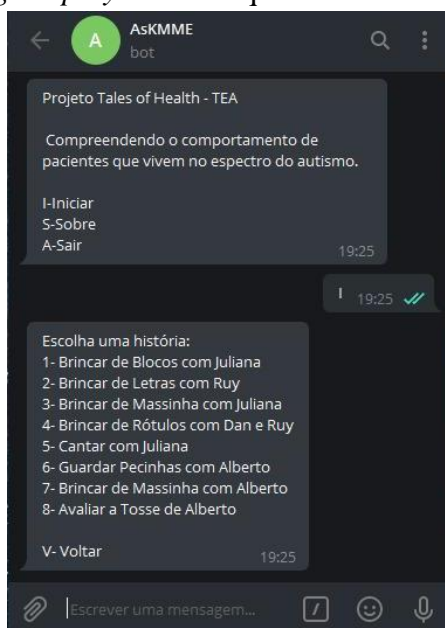 AsKMME
A
bot
Projeto Tales of Health - TEA
Compreendendo o comportamento de
pacientes que vivem no espectro do autismo.
I-Iniciar
S-Sobre
A-Sair
19:25
I 19:25
Escolha uma história:
1- Brincar de Blocos com Juliana
2- Brincar de Letras com Ruy
3- Brincar de Massinha com Juliana
4- Brincar de Rótulos com Dan e Ruy
5- Cantar com Juliana
6- Guardar Pecinhas com Alberto
7- Brincar de Massinha com Alberto
8- Avaliar a Tosse de Alberto
V- Voltar
19:25
Escrever uma mensagem...